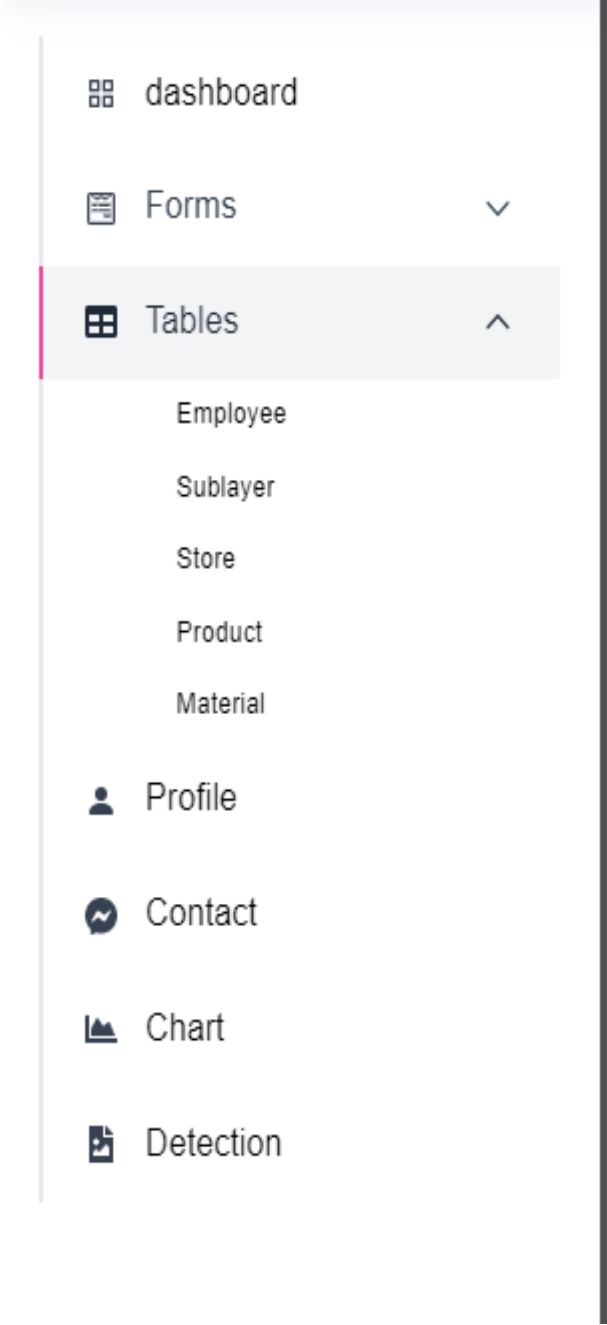 dashboard
Forms
Tables
Employee
Sublayer
Store
Product
Material
Profile
Contact
Chart
Detection